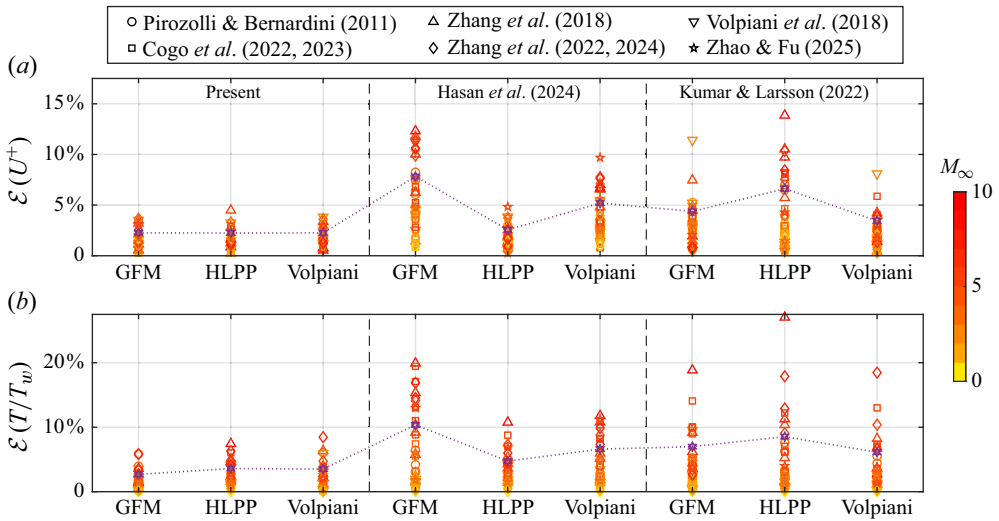 Pirozolli & Bernardini (2011) Zhang et al. (2018) Volpiani et al. (2018)
Cogo et al. (2022, 2023) Zhang et al. (2022, 2024) Zhao & Fu (2025)
(a)
Present Hasan et al. (2024) Kumar & Larsson (2022)
15%
10%
5%
0
ℰ(U⁺)
GFM HLPP Volpiani GFM HLPP Volpiani GFM HLPP Volpiani
(b)
20%
10%
0
ℰ(T/T_w)
GFM HLPP Volpiani GFM HLPP Volpiani GFM HLPP Volpiani
M_∞
10
5
0